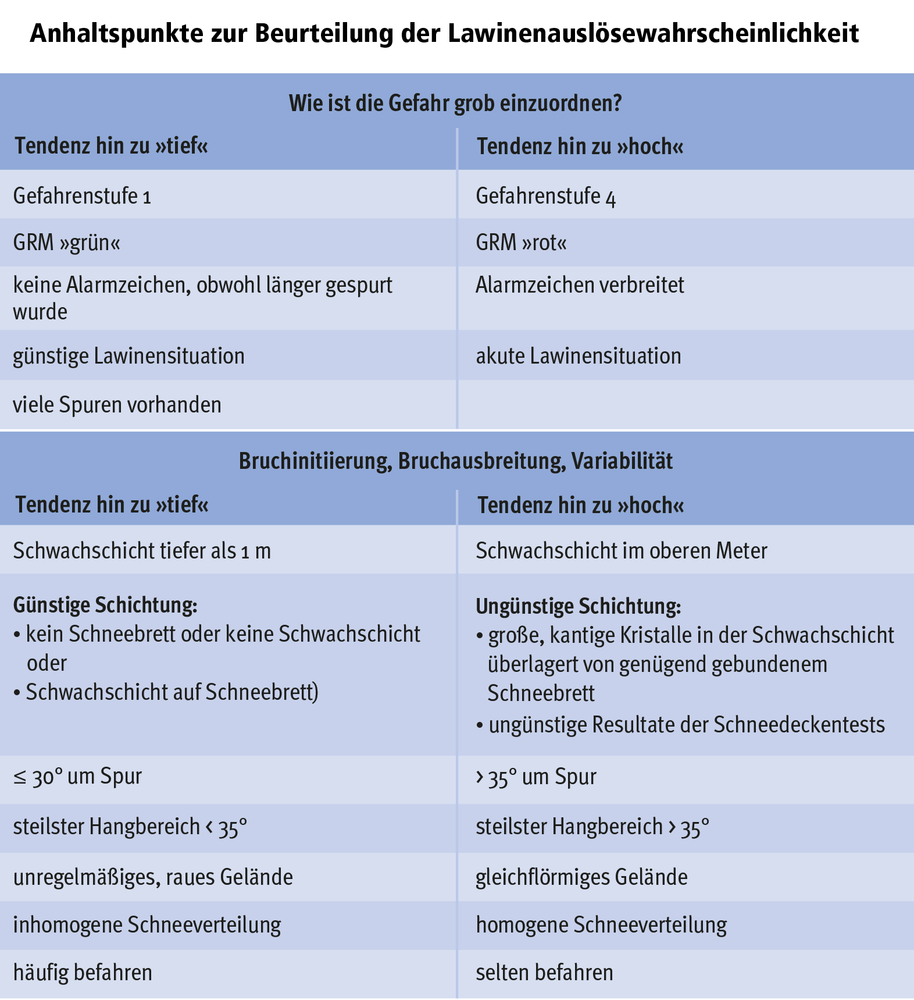 Anhaltspunkte zur Beurteilung der Lawinenauslösewahrscheinlichkeit
Wie ist die Gefahr grob einzuordnen?
Tendenz hin zu »tief«
Tendenz hin zu »hoch«
Gefahrenstufe 1
Gefahrenstufe 4
GRM »grün«
GRM »rot«
keine Alarmzeichen, obwohl länger gespurt
wurde
Alarmzeichen verbreitet
günstige Lawinensituation
akute Lawinensituation
viele Spuren vorhanden
Bruchinitiierung, Bruchausbreitung, Variabilität
Tendenz hin zu »tief«
Tendenz hin zu »hoch«
Schwachschicht tiefer als 1 m
Schwachschicht im oberen Meter
Günstige Schichtung:
• kein Schneebrett oder keine Schwachschicht
oder
• Schwachschicht auf Schneebrett)
Ungünstige Schichtung:
• große, kantige Kristalle in der Schwachschicht
überlagert von genügend gebundenem
Schneebrett
• ungünstige Resultate der Schneedeckentests
≤ 30° um Spur
> 35° um Spur
steilster Hangbereich < 35°
steilster Hangbereich > 35°
unregelmäßiges, raues Gelände
gleichflörmiges Gelände
inhomogene Schneeverteilung
homogene Schneeverteilung
häufig befahren
selten befahren